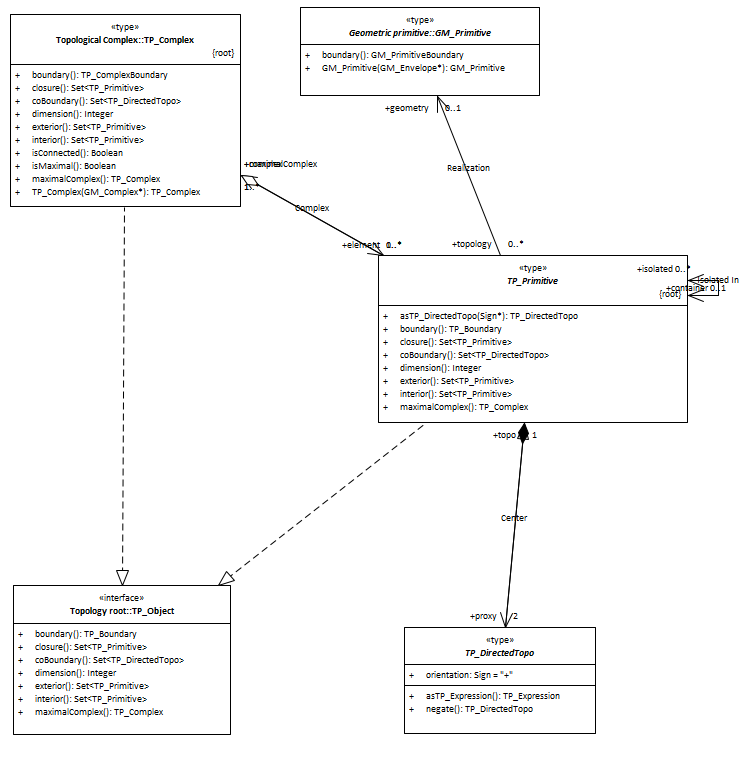 «type»
Topological Complex::TP_Complex
{root}
+ boundary(): TP_ComplexBoundary
+ closure(): Set<TP_Primitive>
+ coBoundary(): Set<TP_DirectedTopo>
+ dimension(): Integer
+ exterior(): Set<TP_Primitive>
+ interior(): Set<TP_Primitive>
+ isConnected(): Boolean
+ isMaximal(): Boolean
+ maximalComplex(): TP_Complex
+ TP_Complex(GM_Complex*): TP_Complex
«type»
Geometric primitive::GM_Primitive
+ boundary(): GM_PrimitiveBoundary
+ GM_Primitive(GM_Envelope*): GM_Primitive
+geometry 0..1
Realization
+topology 0..*
Complex
+element
«type»
TP_Primitive
{root}
+ asTP_DirectedTopo(Sign*): TP_DirectedTopo
+ boundary(): TP_Boundary
+ closure(): Set<TP_Primitive>
+ coBoundary(): Set<TP_DirectedTopo>
+ dimension(): Integer
+ exterior(): Set<TP_Primitive>
+ interior(): Set<TP_Primitive>
+ maximalComplex(): TP_Complex
+isolated 0..*
Isolated In
+container 0..1
+topo 1
Center
+proxy 2
«interface»
Topology root::TP_Object
+ boundary(): TP_Boundary
+ closure(): Set<TP_Primitive>
+ coBoundary(): Set<TP_DirectedTopo>
+ dimension(): Integer
+ exterior(): Set<TP_Primitive>
+ interior(): Set<TP_Primitive>
+ maximalComplex(): TP_Complex
«type»
TP_DirectedTopo
+ orientation: Sign = "+"
+ asTP_Expression(): TP_Expression
+ negate(): TP_DirectedTopo